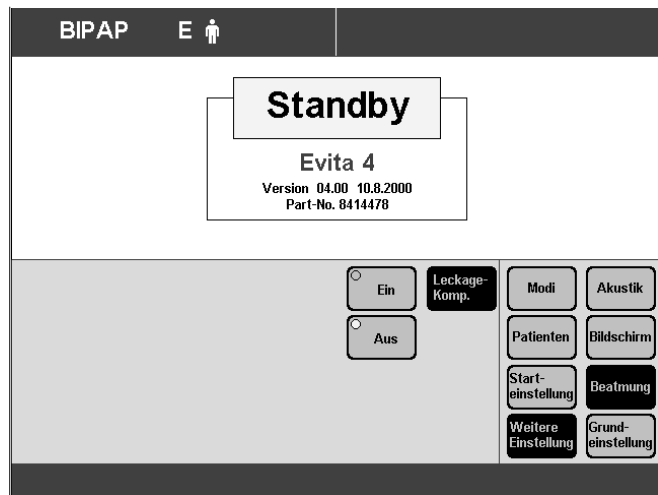 BIPAP E
Standby
Evita 4
Version 04.00 10.8.2000
Part-No. 8414478
Ein
Leckage-
Komp.
Modi
Akustik
Aus
Patienten
Bildschirm
Start-
einstellung
Beatmung
Weitere
Einstellung
Grund-
einstellung